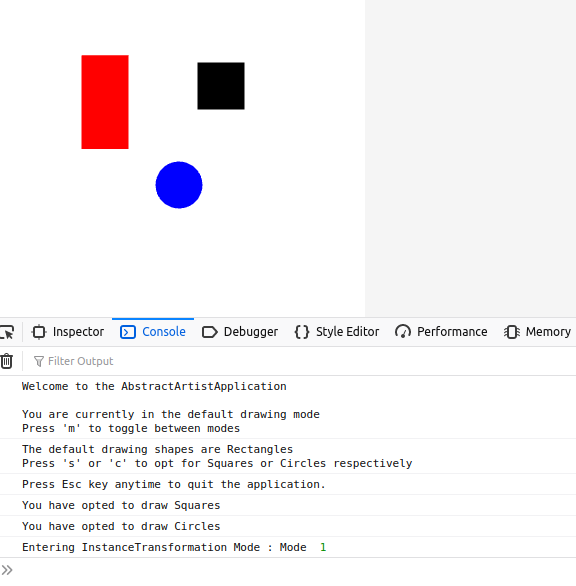 Inspector Console Debugger Style Editor Performance Memory
Filter Output
Welcome to the AbstractArtistApplication
You are currently in the default drawing mode
Press 'm' to toggle between modes
The default drawing shapes are Rectangles
Press 's' or 'c' to opt for Squares or Circles respectively
Press Esc key anytime to quit the application.
You have opted to draw Squares
You have opted to draw Circles
Entering InstanceTransformation Mode : Mode 1